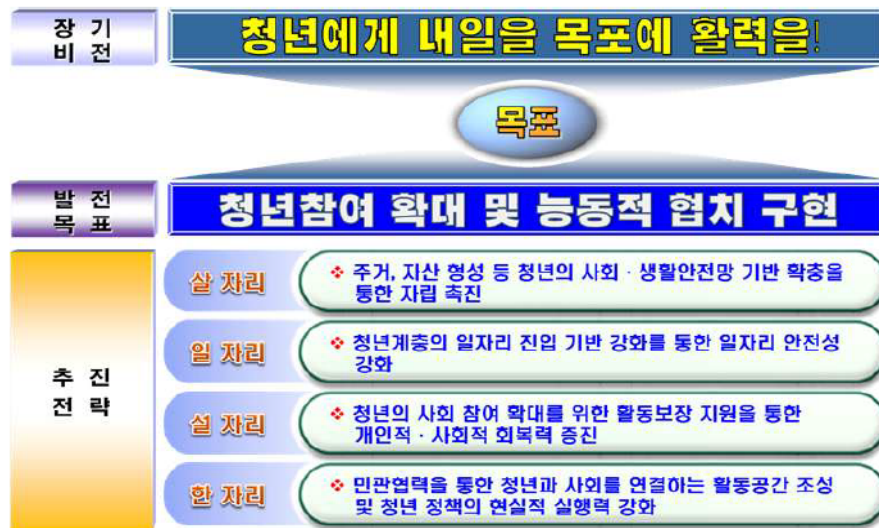 장 기
비 전
청년에게 내일을 목포에 활력을!
목표
발 전
목 표
청년참여 확대 및 능동적 협치 구현
추 진
전 략
살 자리
❖ 주거, 자산 형성 등 청년의 사회 · 생활안전망 기반 확충을
통한 자립 촉진
일 자리
❖ 청년계층의 일자리 진입 기반 강화를 통한 일자리 안전성
강화
설 자리
❖ 청년의 사회 참여 확대를 위한 활동보장 지원을 통한
개인적 · 사회적 회복력 증진
한 자리
❖ 민관협력을 통한 청년과 사회를 연결하는 활동공간 조성
및 청년 정책의 현실적 실행력 강화